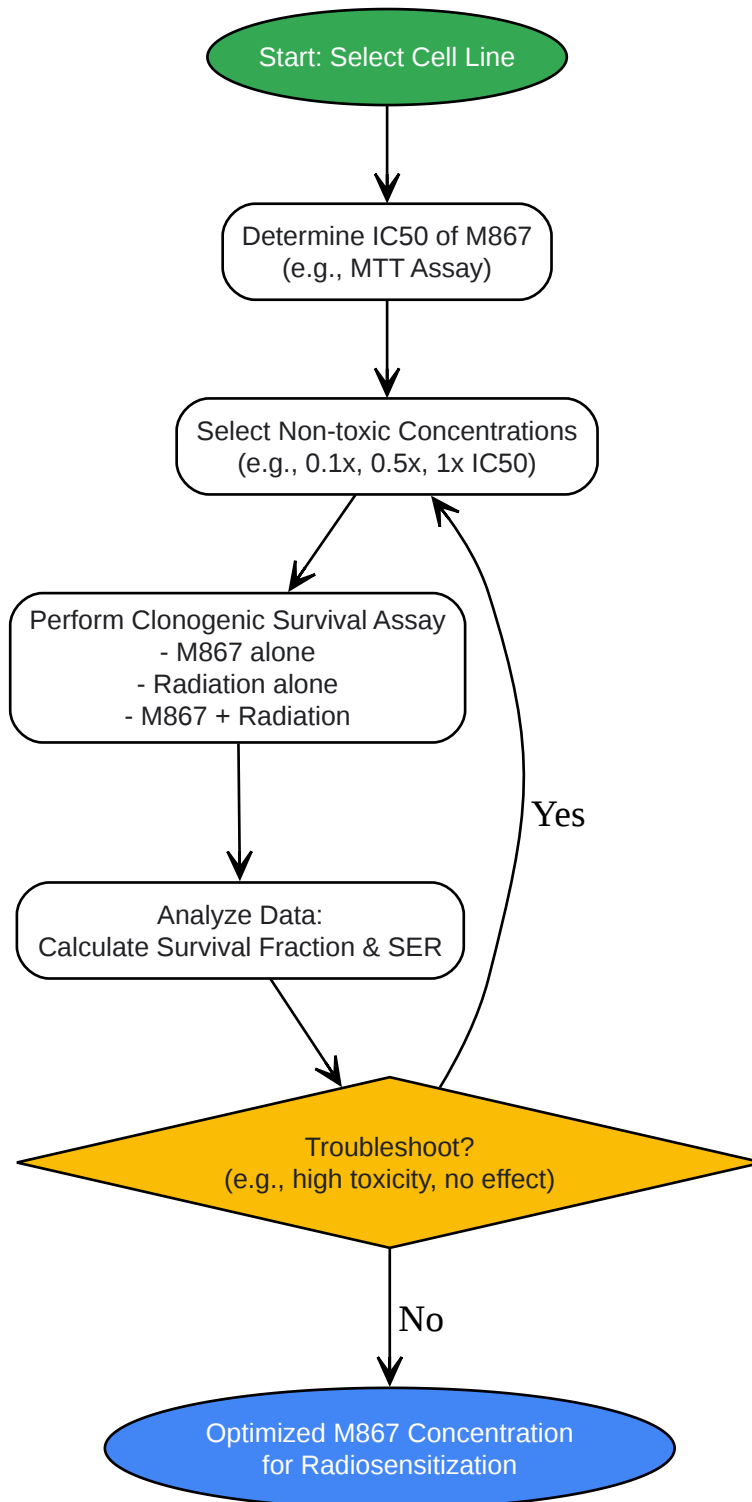 Start: Select Cell Line
Determine IC50 of M867
(e.g., MTT Assay)
Select Non-toxic Concentrations
(e.g., 0.1x, 0.5x, 1x IC50)
Perform Clonogenic Survival Assay
- M867 alone
- Radiation alone
- M867 + Radiation
Yes
Analyze Data:
Calculate Survival Fraction & SER
Troubleshoot?
(e.g., high toxicity, no effect)
No
Optimized M867 Concentration
for Radiosensitization